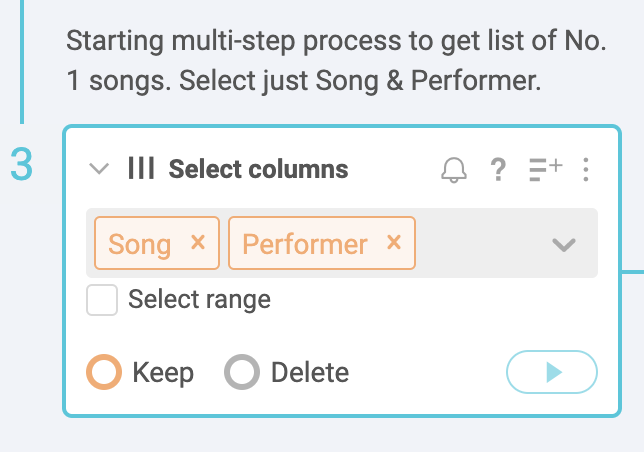 Starting multi-step process to get list of No.
1 songs. Select just Song & Performer.
3
Select columns
?
Song ×
Performer ×
Select range
Keep
Delete